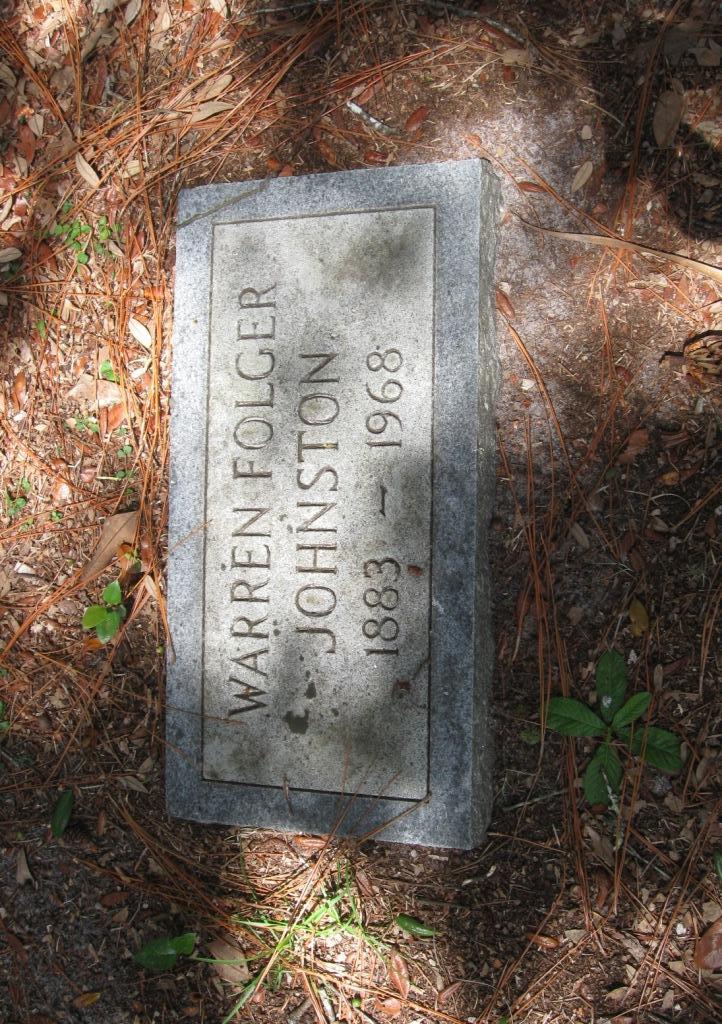 WARREN FOLGER
JOHNSTON
1883 – 1968